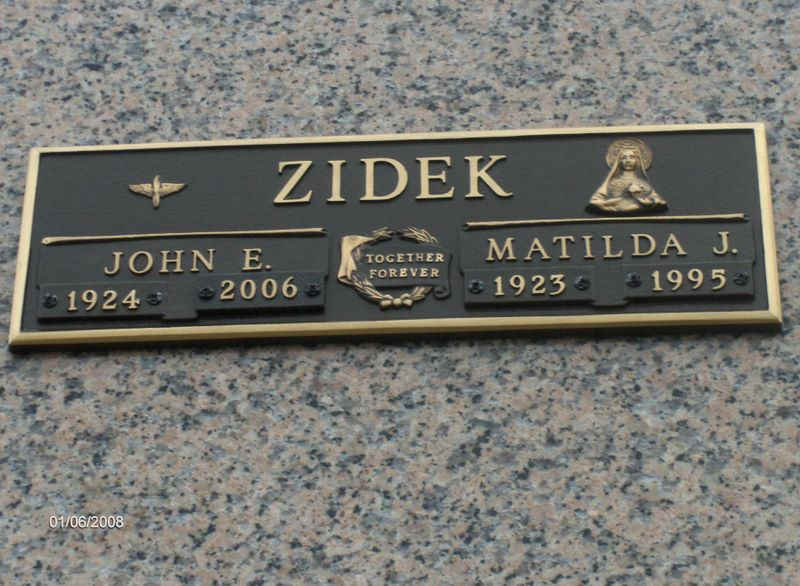 ZIDEK
JOHN E.
1924 2006
TOGETHER
FOREVER
MATILDA J.
1923 1995
01/06/2008